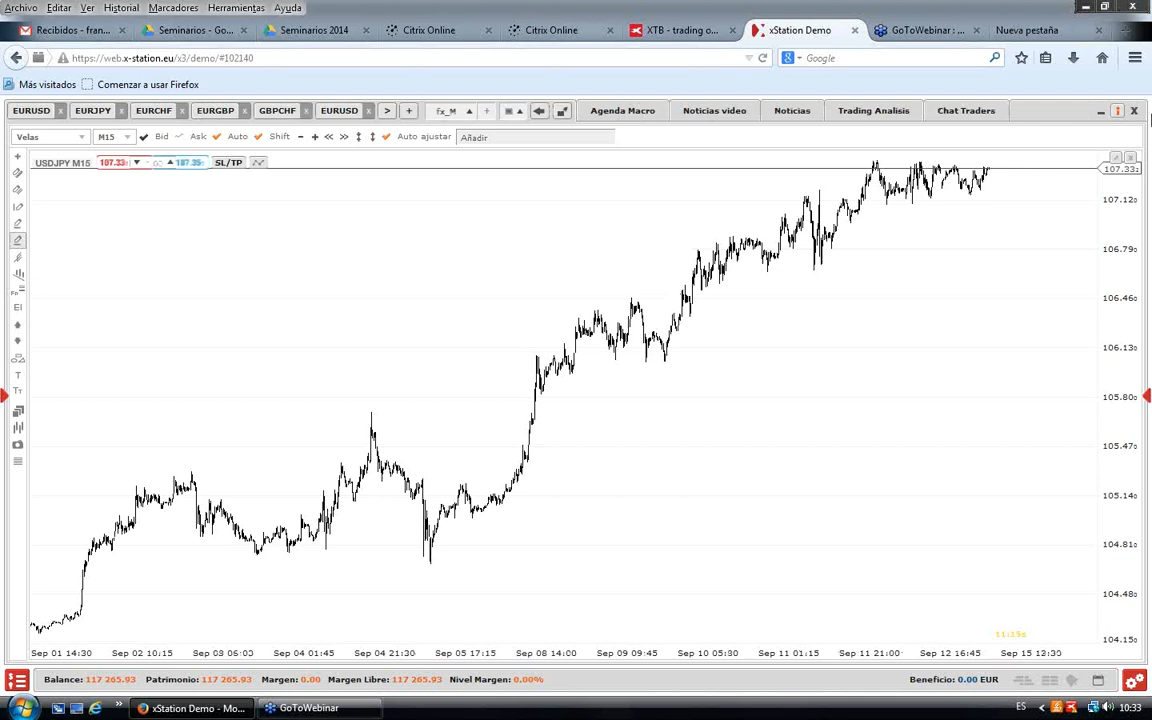 Archivo Editar Ver Historial Marcadores Herramientas Ayuda
Recibidos - fran... Seminarios - Goo... Seminarios 2014 Citrix Online Citrix Online XTB - trading o... xStation Demo GoToWebinar : ... Nueva pestaña
https://web.x-station.eu/x3/demo/#102140 Google
Más visitados Comenzar a usar Firefox
EURUSD EURJPY EURCHF EURGBP GBPCHF EURUSD > + Fx_M Agenda Macro Noticias video Noticias Trading Analisis Chat Traders
Velas M15 Bid Ask Auto Shift Auto ajustar Añadir
USDJPY M15 SL/TP
107.33
107.12
106.79
106.46
106.13
105.80
105.47
105.14
104.81
104.48
104.15
Sep 01 14:30 Sep 02 10:15 Sep 03 06:00 Sep 04 01:45 Sep 04 21:30 Sep 05 17:15 Sep 08 14:00 Sep 09 09:45 Sep 10 05:30 Sep 11 01:15 Sep 11 21:00 Sep 12 16:45 Sep 15 12:30
Balance: 117 265.93 Patrimonio: 117 265.93 Margen: 0.00 Margen Libre: 117 265.93 Nivel Margen: 0.00% Beneficio: 0.00 EUR
xStation Demo - Mo... GoToWebinar ES 10:33